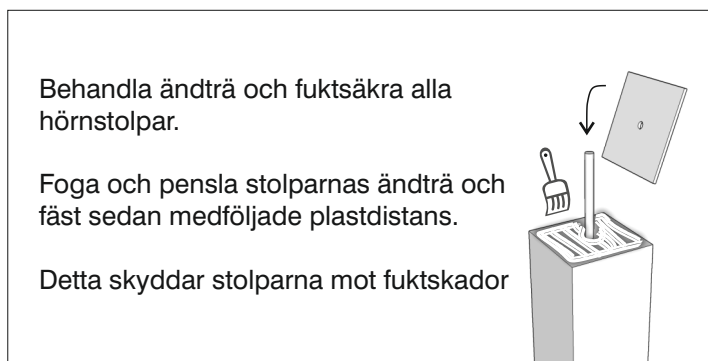 Behandla ändträ och fuktsäkra alla
hörnstolpar.
Foga och pensla stolparnas ändträ och
fäst sedan medföljade plastdistans.
Detta skyddar stolparna mot fuktskador